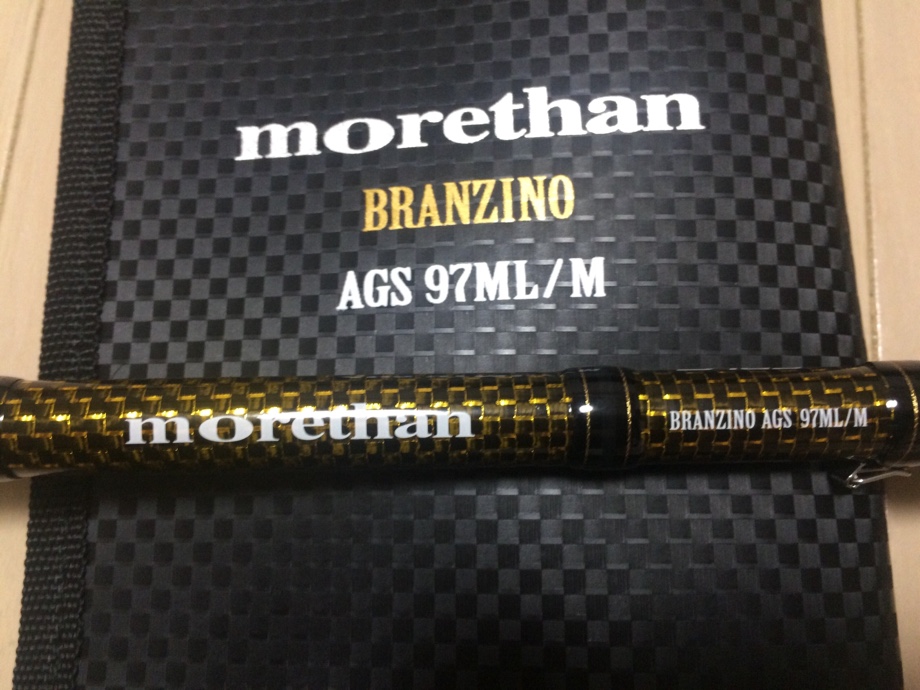 morethan
BRANZINO
AGS 97ML/M
morethan
BRANZINO AGS 97ML/M